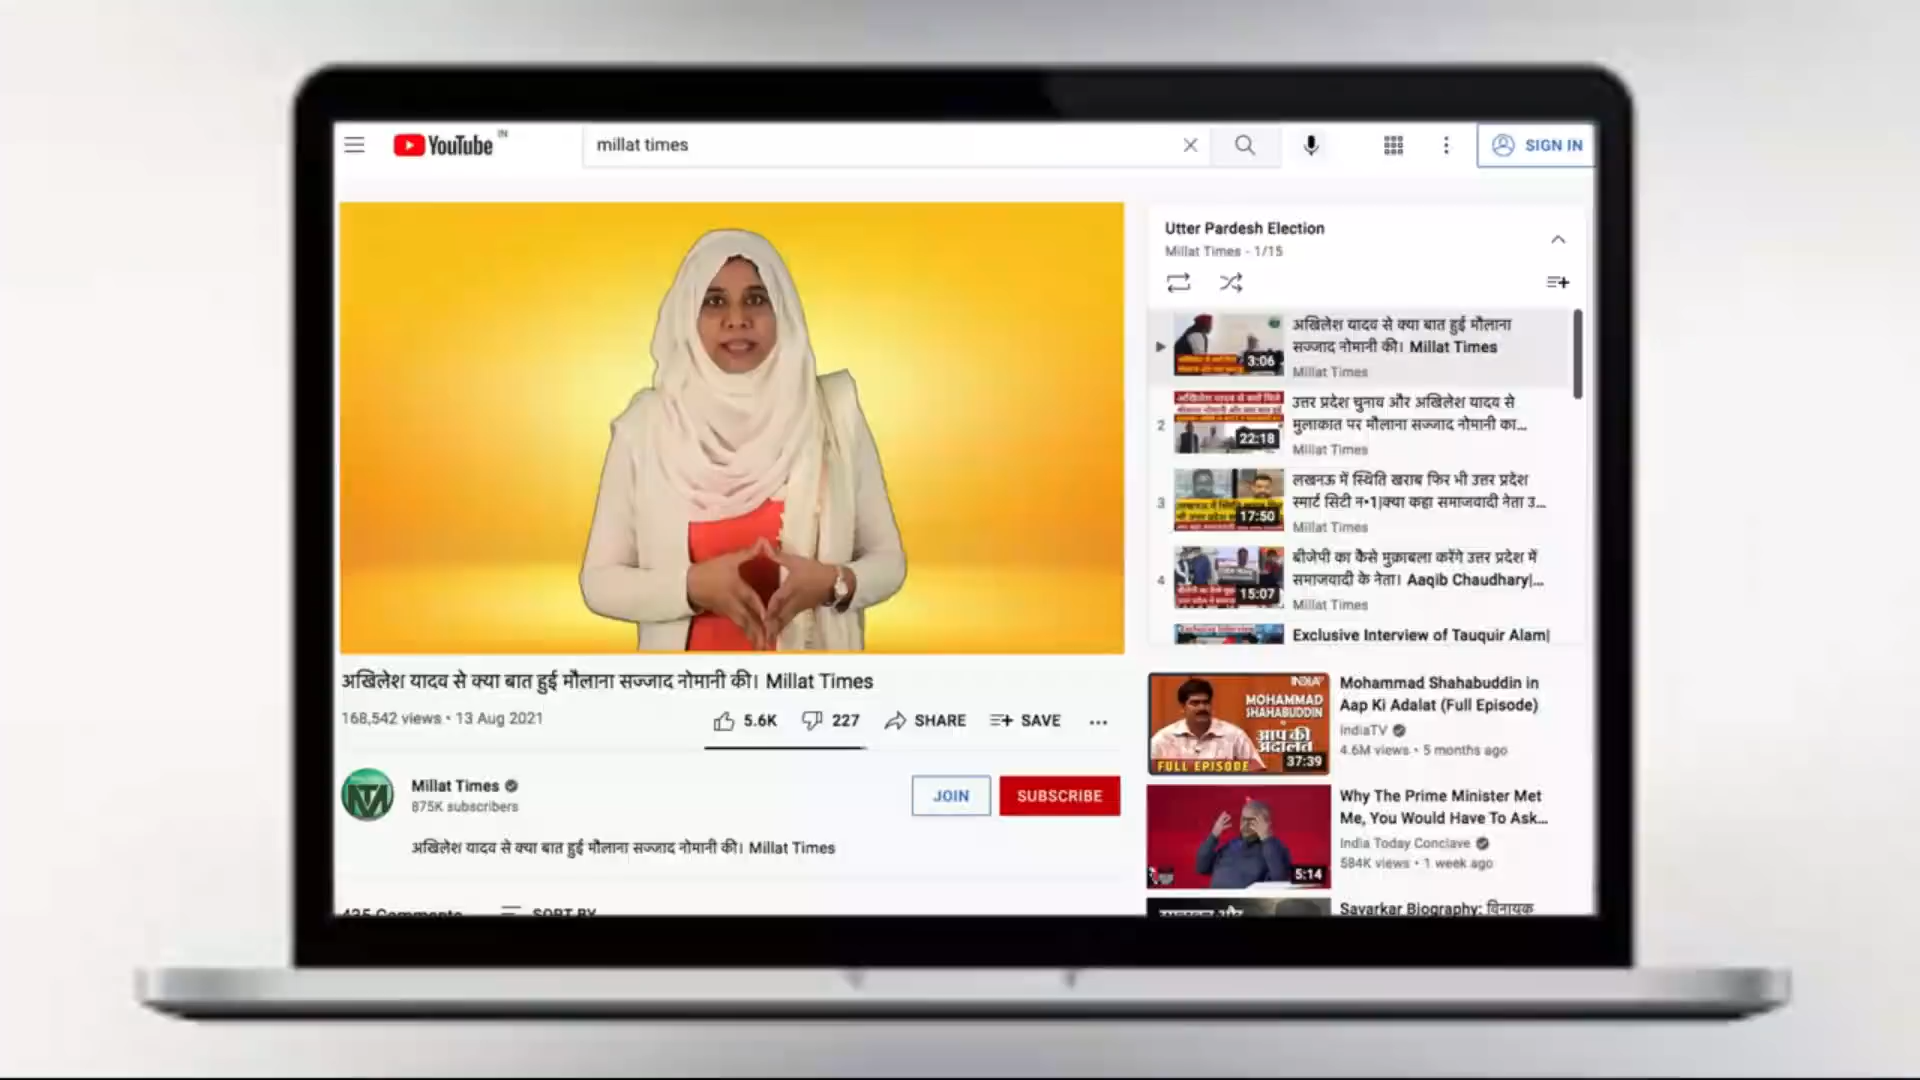 YouTube IN
millat times
SIGN IN
अखिलेश यादव से क्या बात हुई मौलाना सज्जाद नोमानी की। Millat Times
168,542 views • 13 Aug 2021
5.6K
227
SHARE
SAVE
Millat Times
875K subscribers
JOIN
SUBSCRIBE
अखिलेश यादव से क्या बात हुई मौलाना सज्जाद नोमानी की। Millat Times
435 Comments
SORT BY
Utter Pardesh Election
Millat Times - 1/15
3:06
अखिलेश यादव से क्या बात हुई मौलाना
सज्जाद नोमानी की। Millat Times
Millat Times
2
22:18
उत्तर प्रदेश चुनाव और अखिलेश यादव से
मुलाकात पर मौलाना सज्जाद नोमानी का...
Millat Times
3
17:50
लखनऊ में स्थिति खराब फिर भी उत्तर प्रदेश
स्मार्ट सिटी न॰1|क्या कहा समाजवादी नेता उ...
Millat Times
4
15:07
बीजेपी का कैसे मुक़ाबला करेंगे उत्तर प्रदेश में
समाजवादी के नेता। Aaqib Chaudhary|...
Millat Times
Exclusive Interview of Tauquir Alam|
MOHAMMAD
SHAHABUDDIN
आप की
अदालत
FULL EPISODE
37:39
Mohammad Shahabuddin in
Aap Ki Adalat (Full Episode)
IndiaTV
4.6M views • 5 months ago
5:14
Why The Prime Minister Met
Me, You Would Have To Ask...
India Today Conclave
584K views • 1 week ago
Savarkar Biography: विनायक